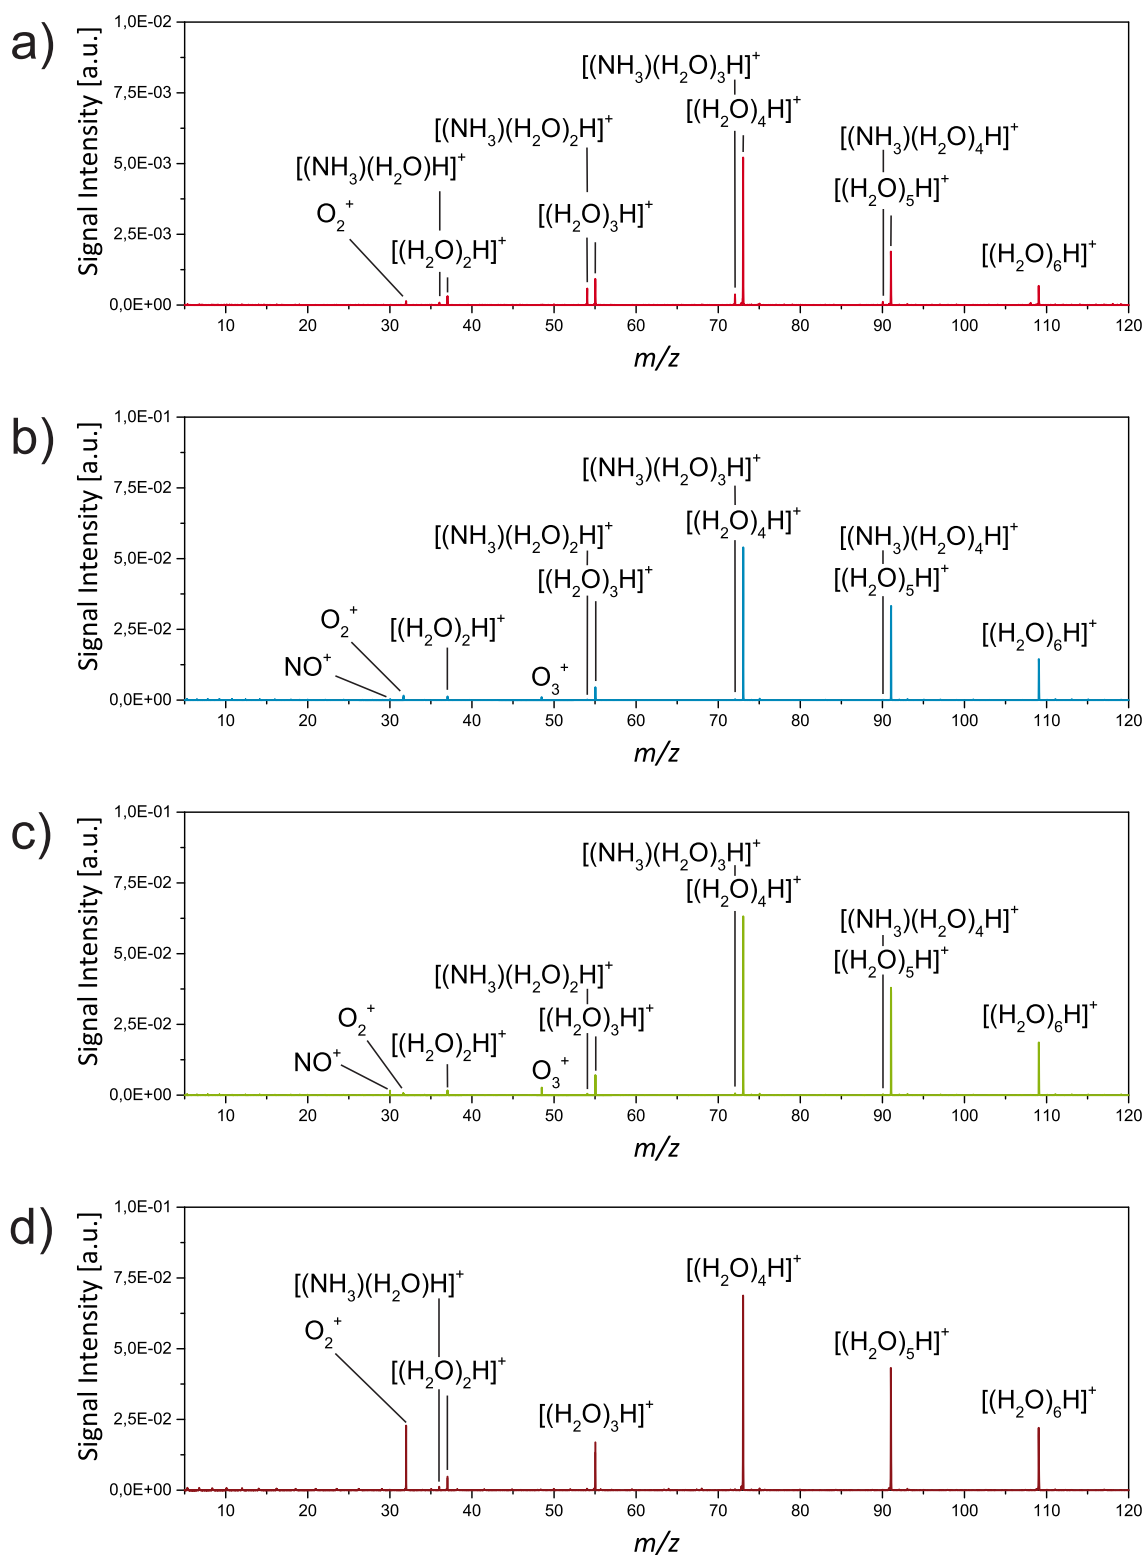 a)
Signal Intensity [a.u.]
1,0E-02
7,5E-03
5,0E-03
2,5E-03
0,0E+00
[(NH₃)(H₂O)₃H]⁺
[(H₂O)₄H]⁺
[(NH₃)(H₂O)₂H]⁺
[(NH₃)(H₂O)₄H]⁺
[(NH₃)(H₂O)H]⁺
[(H₂O)₅H]⁺
O₂⁺
[(H₂O)₃H]⁺
[(H₂O)₂H]⁺
[(H₂O)₆H]⁺
10 20 30 40 50 60 70 80 90 100 110 120
m/z
b)
Signal Intensity [a.u.]
1,0E-01
7,5E-02
5,0E-02
2,5E-02
0,0E+00
[(NH₃)(H₂O)₃H]⁺
[(H₂O)₄H]⁺
[(NH₃)(H₂O)₂H]⁺
[(NH₃)(H₂O)₄H]⁺
[(H₂O)₃H]⁺
[(H₂O)₅H]⁺
O₂⁺
[(H₂O)₂H]⁺
[(H₂O)₆H]⁺
NO⁺
O₃⁺
10 20 30 40 50 60 70 80 90 100 110 120
m/z
c)
Signal Intensity [a.u.]
1,0E-01
7,5E-02
5,0E-02
2,5E-02
0,0E+00
[(NH₃)(H₂O)₃H]⁺
[(H₂O)₄H]⁺
[(NH₃)(H₂O)₄H]⁺
[(H₂O)₅H]⁺
[(NH₃)(H₂O)₂H]⁺
O₂⁺
[(H₂O)₃H]⁺
[(H₂O)₆H]⁺
[(H₂O)₂H]⁺
NO⁺
O₃⁺
10 20 30 40 50 60 70 80 90 100 110 120
m/z
d)
Signal Intensity [a.u.]
1,0E-01
7,5E-02
5,0E-02
2,5E-02
0,0E+00
[(H₂O)₄H]⁺
[(NH₃)(H₂O)H]⁺
O₂⁺
[(H₂O)₅H]⁺
[(H₂O)₂H]⁺
[(H₂O)₆H]⁺
[(H₂O)₃H]⁺
10 20 30 40 50 60 70 80 90 100 110 120
m/z